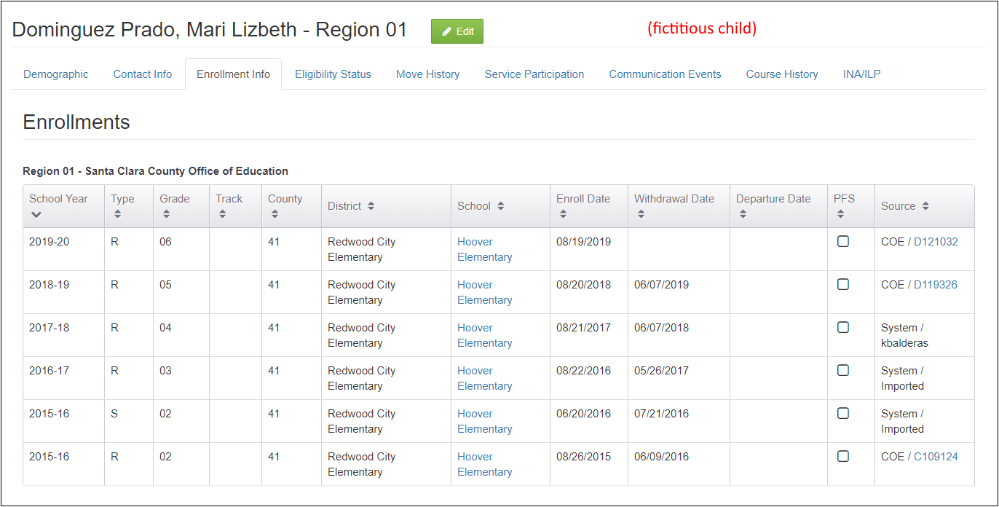 Dominguez Prado, Mari Lizbeth - Region 01 Edit (fictitious child)
Demographic Contact Info Enrollment Info Eligibility Status Move History Service Participation Communication Events Course History INA/ILP
Enrollments
Region 01 - Santa Clara County Office of Education
School Year Type Grade Track County District School Enroll Date Withdrawal Date Departure Date PFS Source
2019-20 R 06 41 Redwood City Hoover 08/19/2019 COE / D121032
Elementary Elementary
2018-19 R 05 41 Redwood City Hoover 08/20/2018 06/07/2019 COE / D119326
Elementary Elementary
2017-18 R 04 41 Redwood City Hoover 08/21/2017 06/07/2018 System /
Elementary Elementary kbalderas
2016-17 R 03 41 Redwood City Hoover 08/22/2016 05/26/2017 System /
Elementary Elementary Imported
2015-16 S 02 41 Redwood City Hoover 06/20/2016 07/21/2016 System /
Elementary Elementary Imported
2015-16 R 02 41 Redwood City Hoover 08/26/2015 06/09/2016 COE / C109124
Elementary Elementary